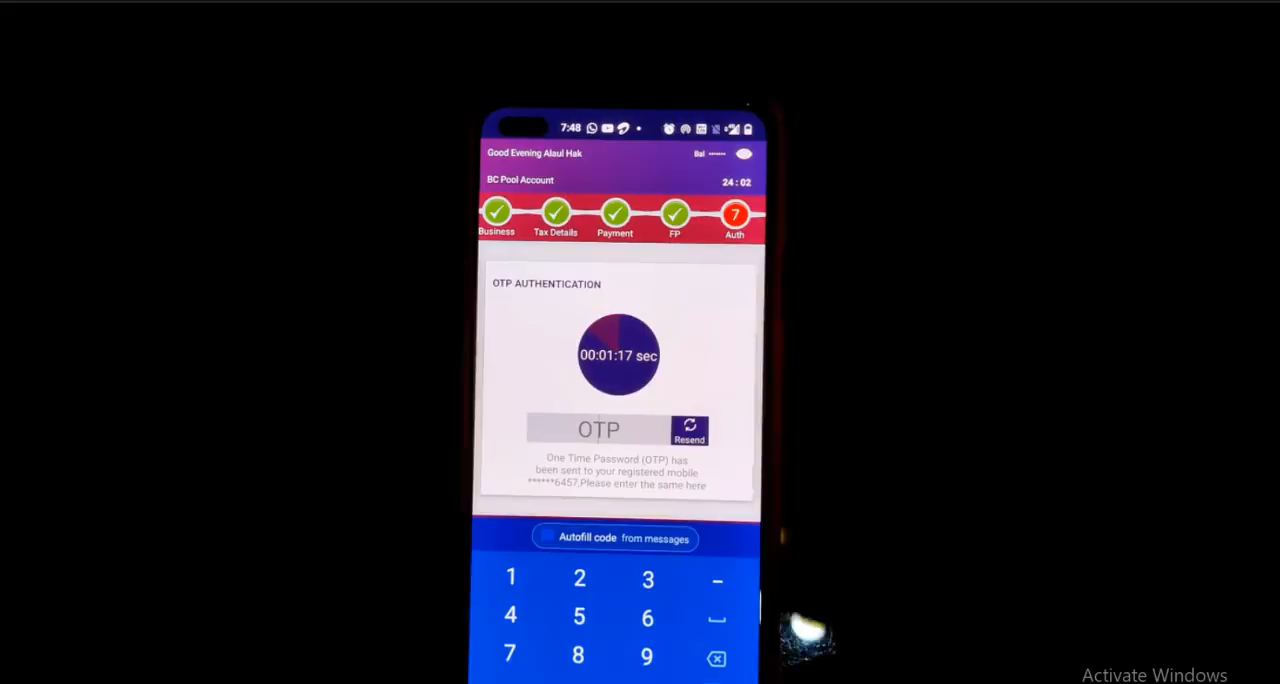 7:48
Good Evening Alaul Hak
Bal
BC Pool Account
24 : 02
Business
Tax Details
Payment
FP
7
Auth
OTP AUTHENTICATION
00:01:17 sec
OTP
Resend
One Time Password (OTP) has
been sent to your registered mobile
******6457,Please enter the same here
Autofill code from messages
1 2 3 –
4 5 6
7 8 9
Activate Windows